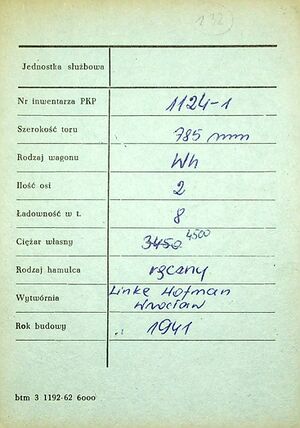 132
Jednostka służbowa
Nr inwentarza PKP 1124-1
Szerokość toru 785 mm
Rodzaj wagonu Wh
Ilość osi 2
Ładowność w t. 8
Ciężar własny 3450 4500
Rodzaj hamulca ręczny
Wytwórnia Linke Hofman
Wrocław
Rok budowy 1941
btm 3 1192-62 6000